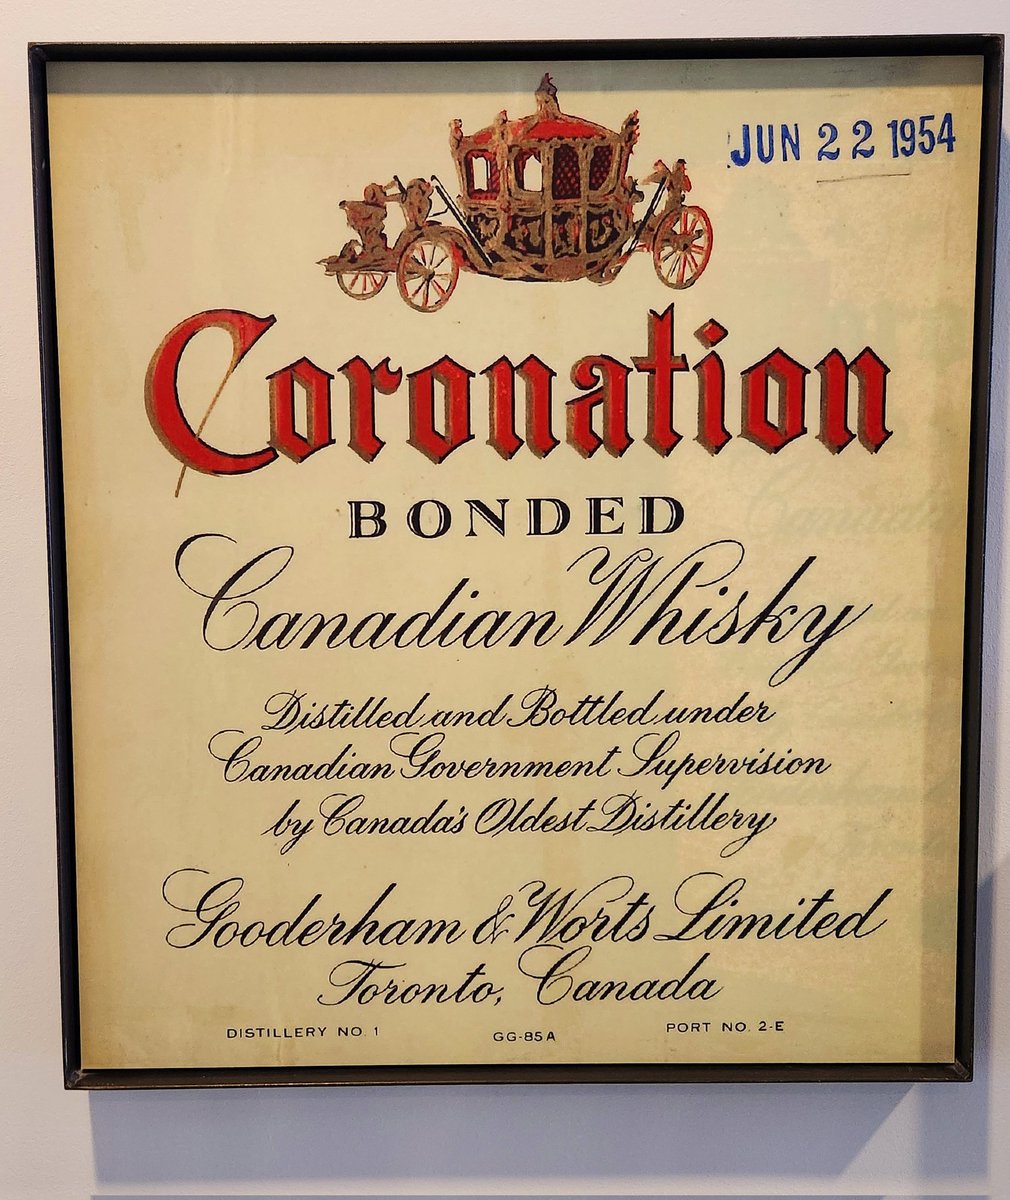 JUN 22 1954
Coronation
BONDED
Canadian Whisky
Distilled and Bottled under
Canadian Government Supervision
by Canada's Oldest Distillery
Gooderham & Worts Limited
Toronto, Canada
DISTILLERY NO. 1 GG-85A PORT NO. 2-E